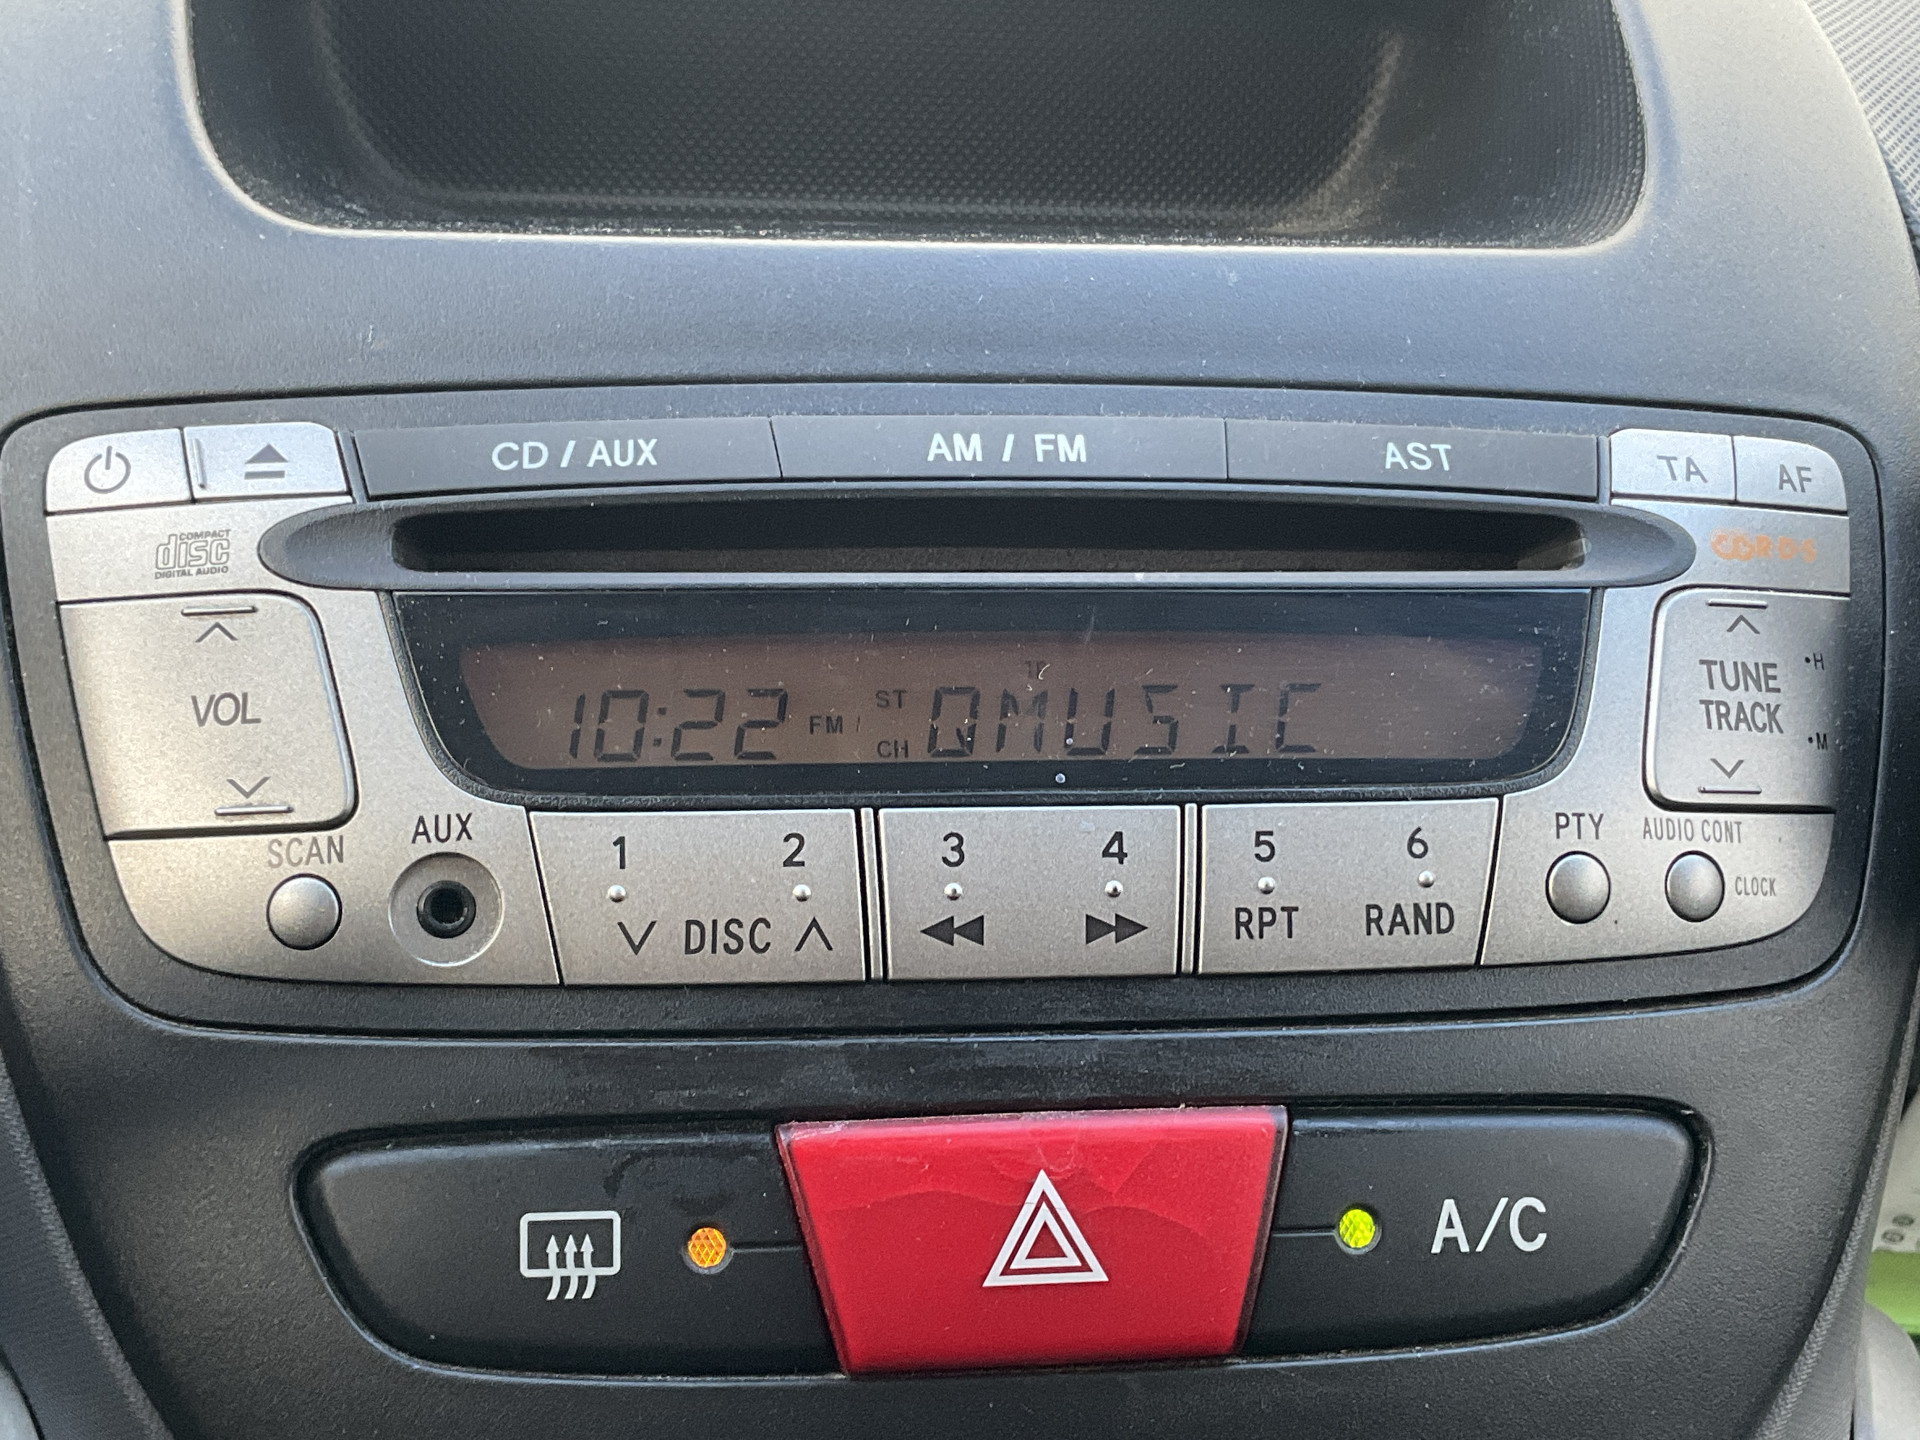 CD / AUX AM / FM AST TA AF
COMPACT
disc
DIGITAL AUDIO
VOL
10:22 FM ST CH QMUSIC
TP
TUNE
TRACK
•H
•M
SCAN
AUX
1 2 3 4 5 6
DISC RPT RAND
PTY
AUDIO CONT
CLOCK
A/C